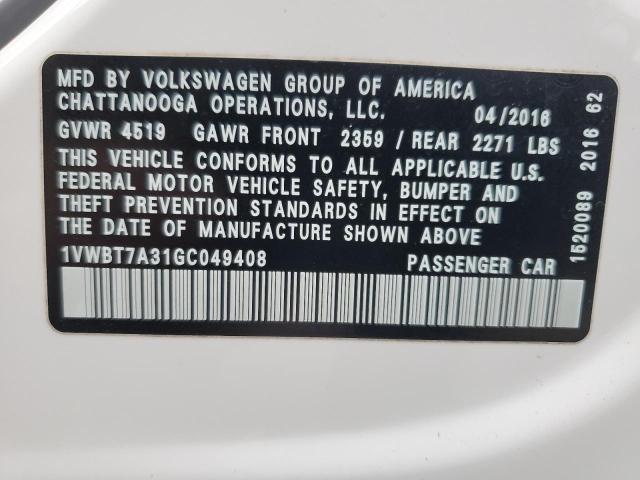 MFD BY VOLKSWAGEN GROUP OF AMERICA
CHATTANOOGA OPERATIONS, LLC. 04/2016
GVWR 4519 GAWR FRONT 2359 / REAR 2271 LBS
THIS VEHICLE CONFORMS TO ALL APPLICABLE U.S.
FEDERAL MOTOR VEHICLE SAFETY, BUMPER AND
THEFT PREVENTION STANDARDS IN EFFECT ON
THE DATE OF MANUFACTURE SHOWN ABOVE
1VWBT7A31GC049408 PASSENGER CAR
1520089 2016 62